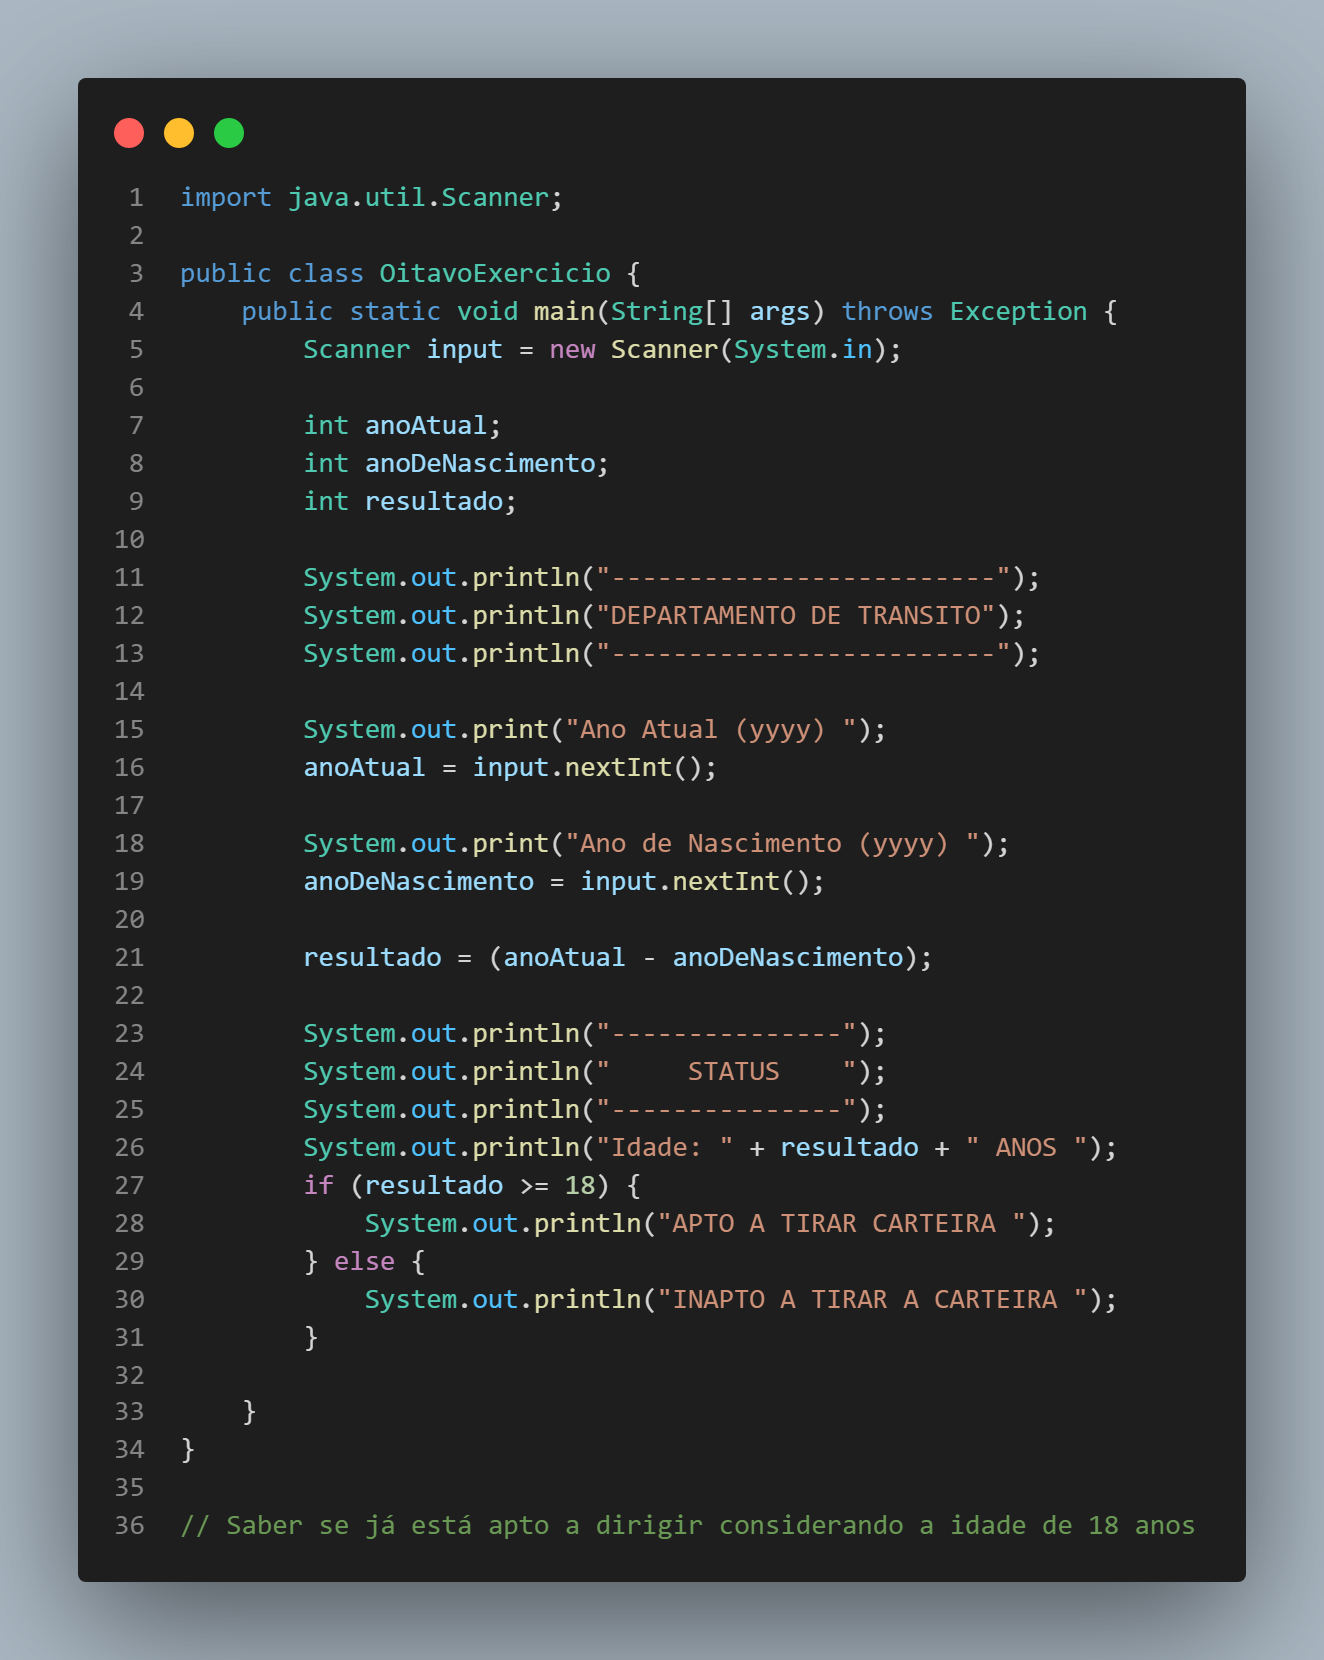 1 import java.util.Scanner;
2
3 public class OitavoExercicio {
4     public static void main(String[] args) throws Exception {
5         Scanner input = new Scanner(System.in);
6
7         int anoAtual;
8         int anoDeNascimento;
9         int resultado;
10
11         System.out.println("-------------------------");
12         System.out.println("DEPARTAMENTO DE TRANSITO");
13         System.out.println("-------------------------");
14
15         System.out.print("Ano Atual (yyyy) ");
16         anoAtual = input.nextInt();
17
18         System.out.print("Ano de Nascimento (yyyy) ");
19         anoDeNascimento = input.nextInt();
20
21         resultado = (anoAtual - anoDeNascimento);
22
23         System.out.println("---------------");
24         System.out.println("     STATUS    ");
25         System.out.println("---------------");
26         System.out.println("Idade: " + resultado + " ANOS ");
27         if (resultado >= 18) {
28             System.out.println("APTO A TIRAR CARTEIRA ");
29         } else {
30             System.out.println("INAPTO A TIRAR A CARTEIRA ");
31         }
32
33     }
34 }
35
36 // Saber se já está apto a dirigir considerando a idade de 18 anos